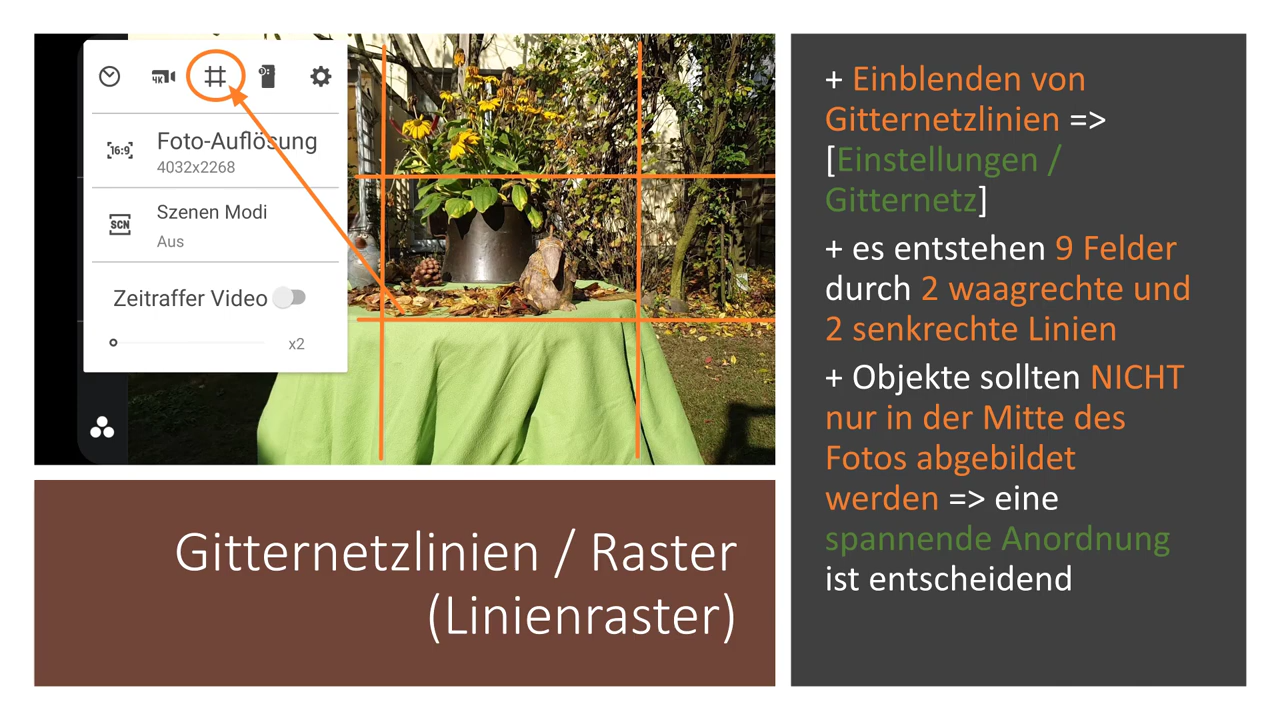 4K
Foto-Auflösung
16:9
4032x2268
Szenen Modi
SCN
Aus
Zeitraffer Video
x2
Gitternetzlinien / Raster
(Linienraster)
+ Einblenden von
Gitternetzlinien =>
[Einstellungen /
Gitternetz]
+ es entstehen 9 Felder
durch 2 waagrechte und
2 senkrechte Linien
+ Objekte sollten NICHT
nur in der Mitte des
Fotos abgebildet
werden => eine
spannende Anordnung
ist entscheidend